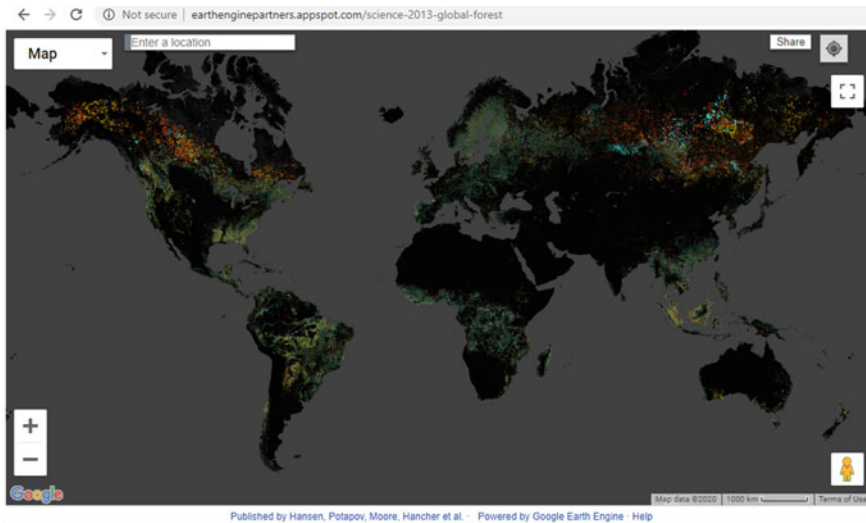 Not secure | earthenginepartners.appspot.com/science-2013-global-forest
Map
Enter a location
Share
+
−
Google
Map data ©2020
1000 km
Terms of Use
Published by Hansen, Potapov, Moore, Hancher et al. · Powered by Google Earth Engine · Help